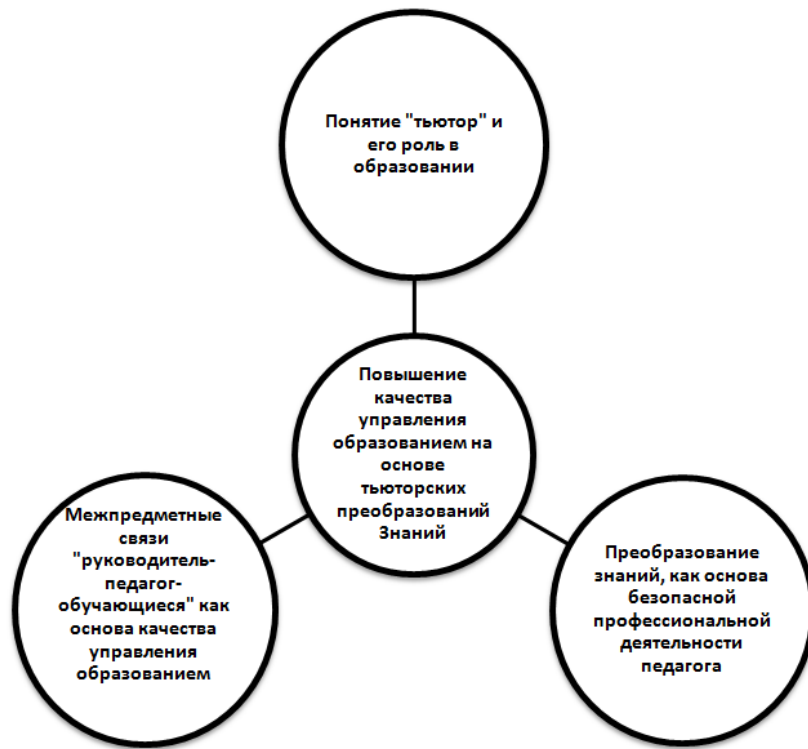 Понятие "тьютор" и
его роль в
образовании
Повышение
качества
управления
образованием на
основе
тьюторских
преобразований
Знаний
Межпредметные
связи
"руководитель-
педагог-
обучающиеся" как
основа качества
управления
образованием
Преобразование
знаний, как основа
безопасной
профессиональной
деятельности
педагога